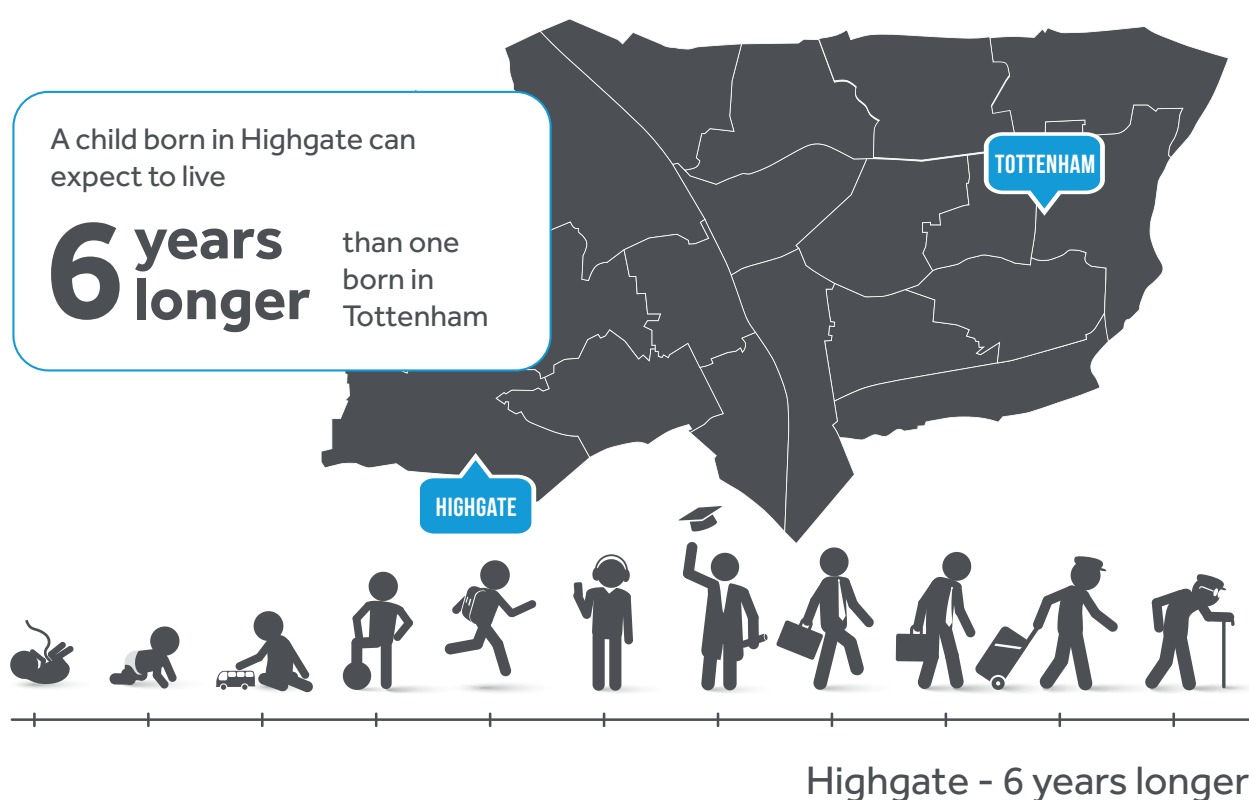 A child born in Highgate can
expect to live
6 years
longer
than one
born in
Tottenham
TOTTENHAM
HIGHGATE
Highgate - 6 years longer